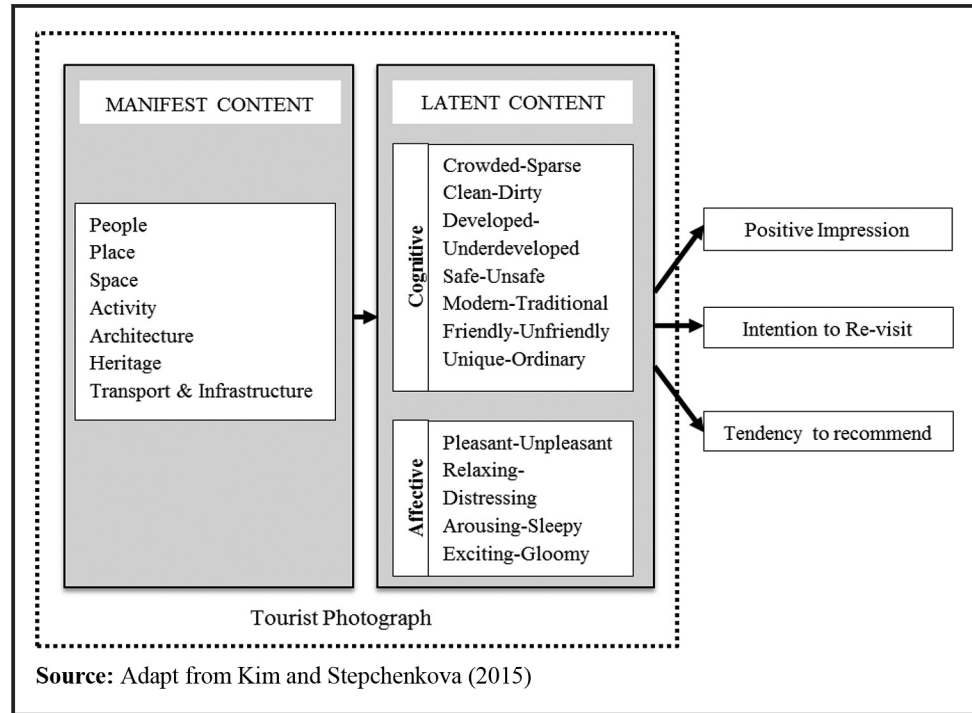 MANIFEST CONTENT
People
Place
Space
Activity
Architecture
Heritage
Transport & Infrastructure
LATENT CONTENT
Cognitive
Crowded-Sparse
Clean-Dirty
Developed-
Underdeveloped
Safe-Unsafe
Modern-Traditional
Friendly-Unfriendly
Unique-Ordinary
Affective
Pleasant-Unpleasant
Relaxing-
Distressing
Arousing-Sleepy
Exciting-Gloomy
Positive Impression
Intention to Re-visit
Tendency to recommend
Tourist Photograph
Source: Adapt from Kim and Stepchenkova (2015)